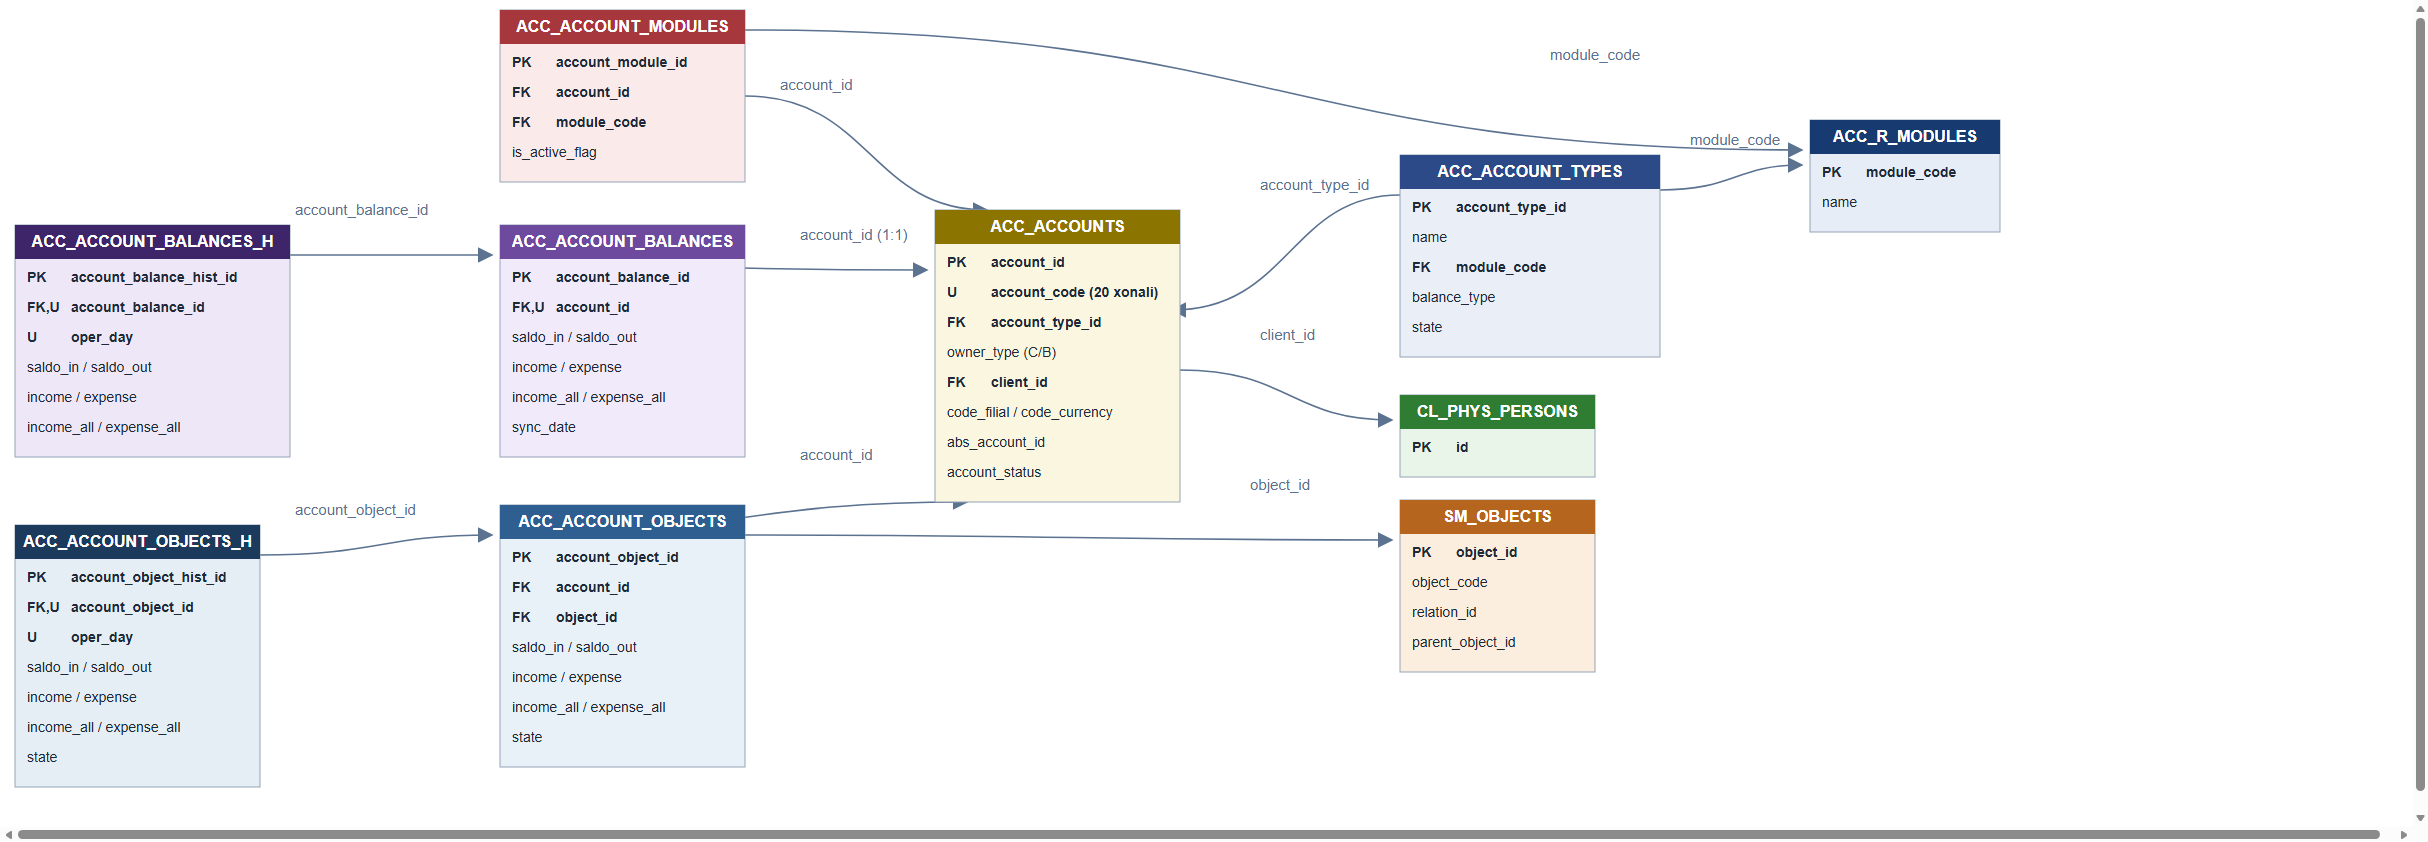 ACC_ACCOUNT_MODULES
PK account_module_id
FK account_id
FK module_code
is_active_flag
account_id
module_code
module_code
ACC_R_MODULES
PK module_code
name
ACC_ACCOUNT_TYPES
PK account_type_id
name
FK module_code
balance_type
state
account_type_id
account_balance_id
ACC_ACCOUNT_BALANCES_H
PK account_balance_hist_id
FK,U account_balance_id
U oper_day
saldo_in / saldo_out
income / expense
income_all / expense_all
ACC_ACCOUNT_BALANCES
PK account_balance_id
FK,U account_id
saldo_in / saldo_out
income / expense
income_all / expense_all
sync_date
account_id (1:1)
ACC_ACCOUNTS
PK account_id
U account_code (20 xonali)
FK account_type_id
owner_type (C/B)
FK client_id
code_filial / code_currency
abs_account_id
account_status
client_id
CL_PHYS_PERSONS
PK id
account_id
object_id
account_object_id
ACC_ACCOUNT_OBJECTS_H
PK account_object_hist_id
FK,U account_object_id
U oper_day
saldo_in / saldo_out
income / expense
income_all / expense_all
state
ACC_ACCOUNT_OBJECTS
PK account_object_id
FK account_id
FK object_id
saldo_in / saldo_out
income / expense
income_all / expense_all
state
SM_OBJECTS
PK object_id
object_code
relation_id
parent_object_id